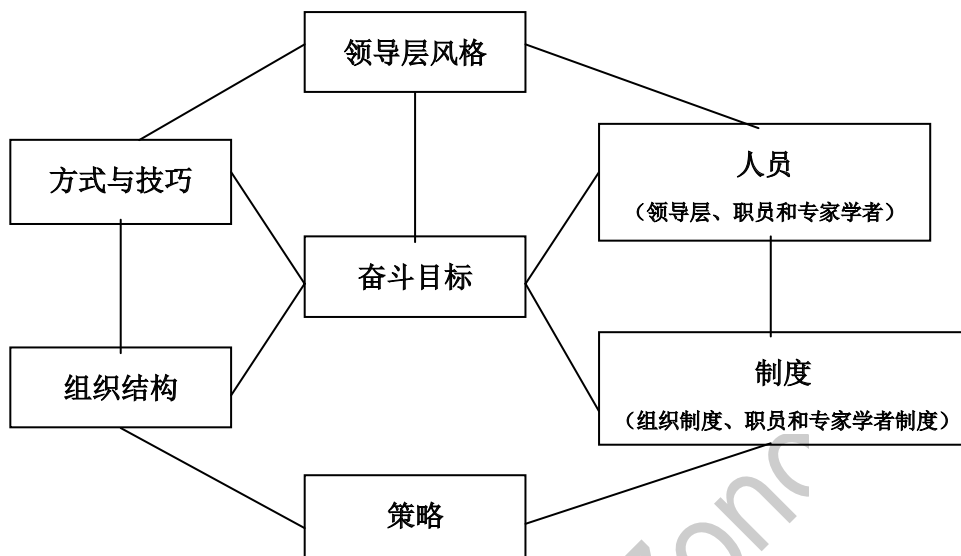 领导层风格
方式与技巧
人员
（领导层、职员和专家学者）
奋斗目标
组织结构
制度
（组织制度、职员和专家学者制度）
策略